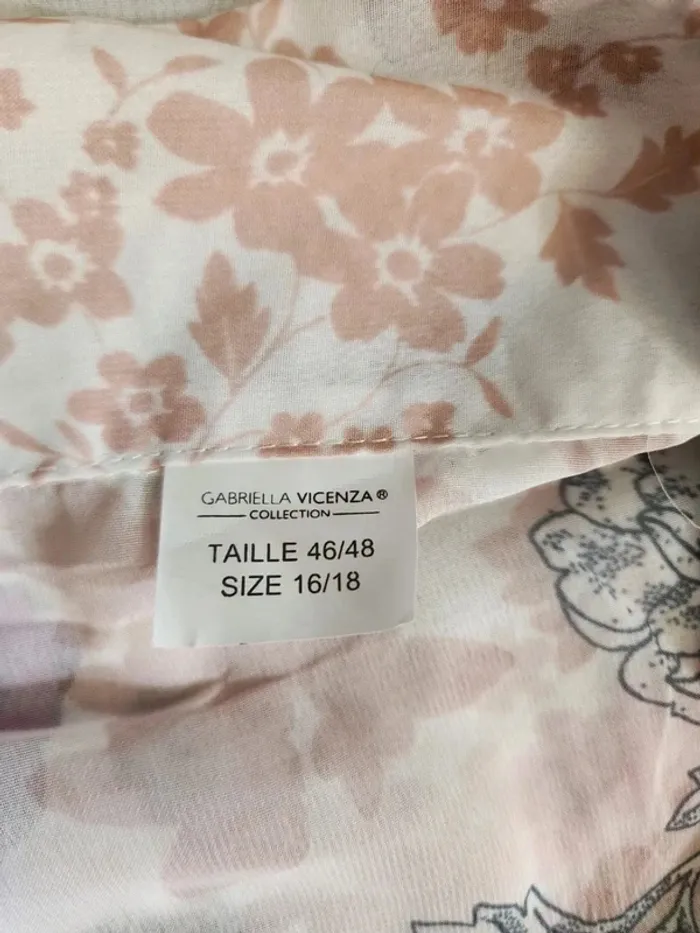 GABRIELLA VICENZA®
COLLECTION
TAILLE 46/48
SIZE 16/18